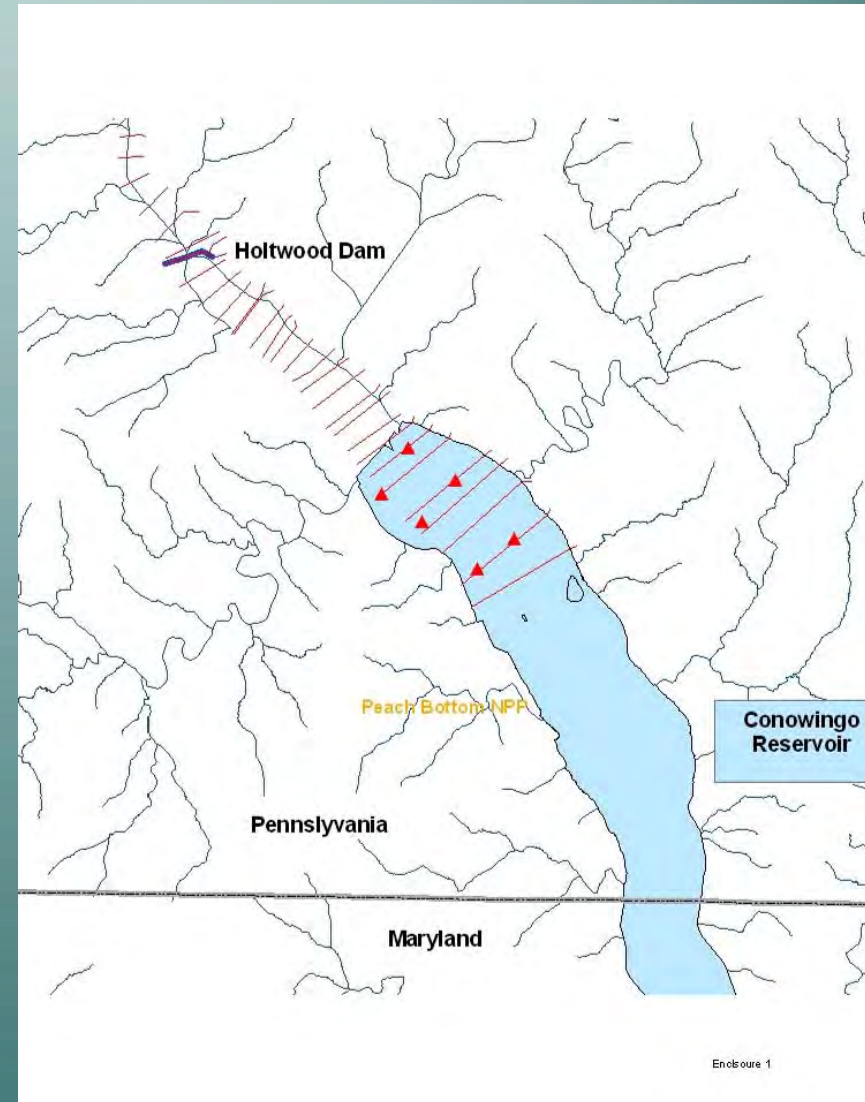 Holtwood Dam
Peach Bottom NPP
Conowingo
Reservoir
Pennslyvania
Maryland
Enclsoure 1